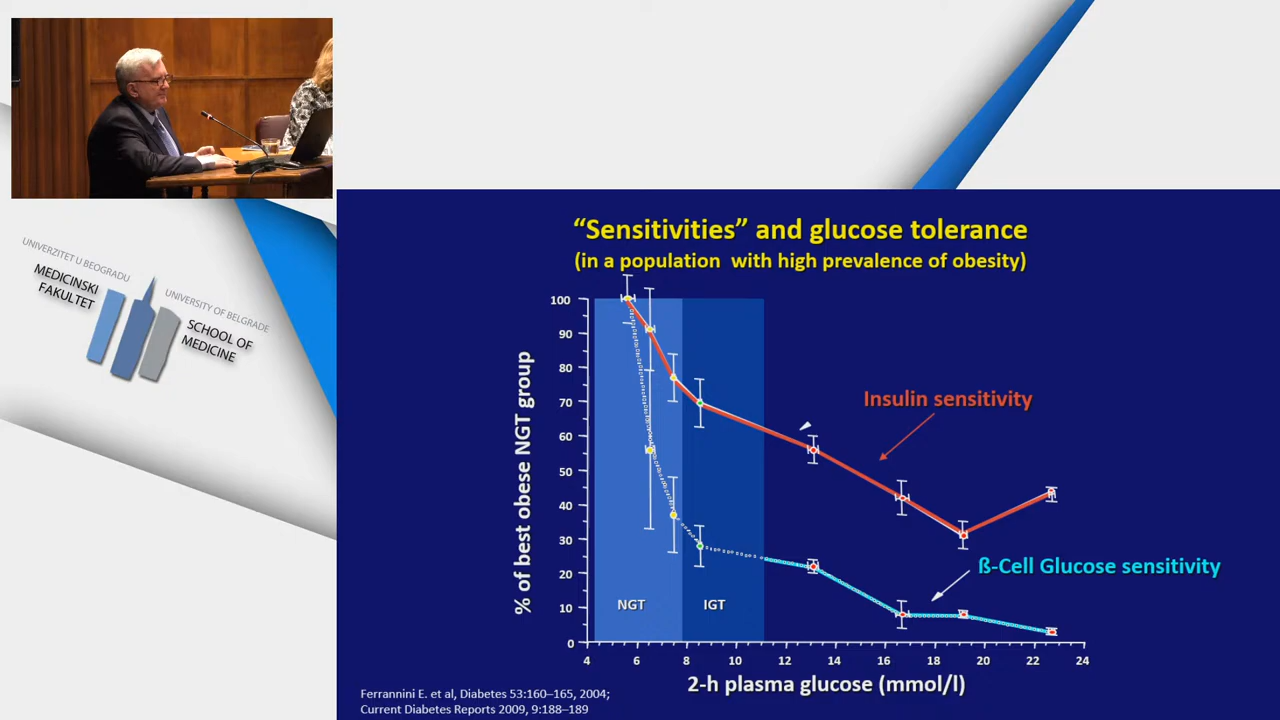 UNIVERZITET U BEOGRADU
MEDICINSKI
FAKULTET
UNIVERSITY OF BELGRADE
SCHOOL OF
MEDICINE
“Sensitivities” and glucose tolerance
(in a population with high prevalence of obesity)
% of best obese NGT group
100
90
80
70
60
50
40
30
20
10
0
Insulin sensitivity
ß-Cell Glucose sensitivity
NGT
IGT
4 6 8 10 12 14 16 18 20 22 24
2-h plasma glucose (mmol/l)
Ferrannini E. et al, Diabetes 53:160–165, 2004;
Current Diabetes Reports 2009, 9:188–189